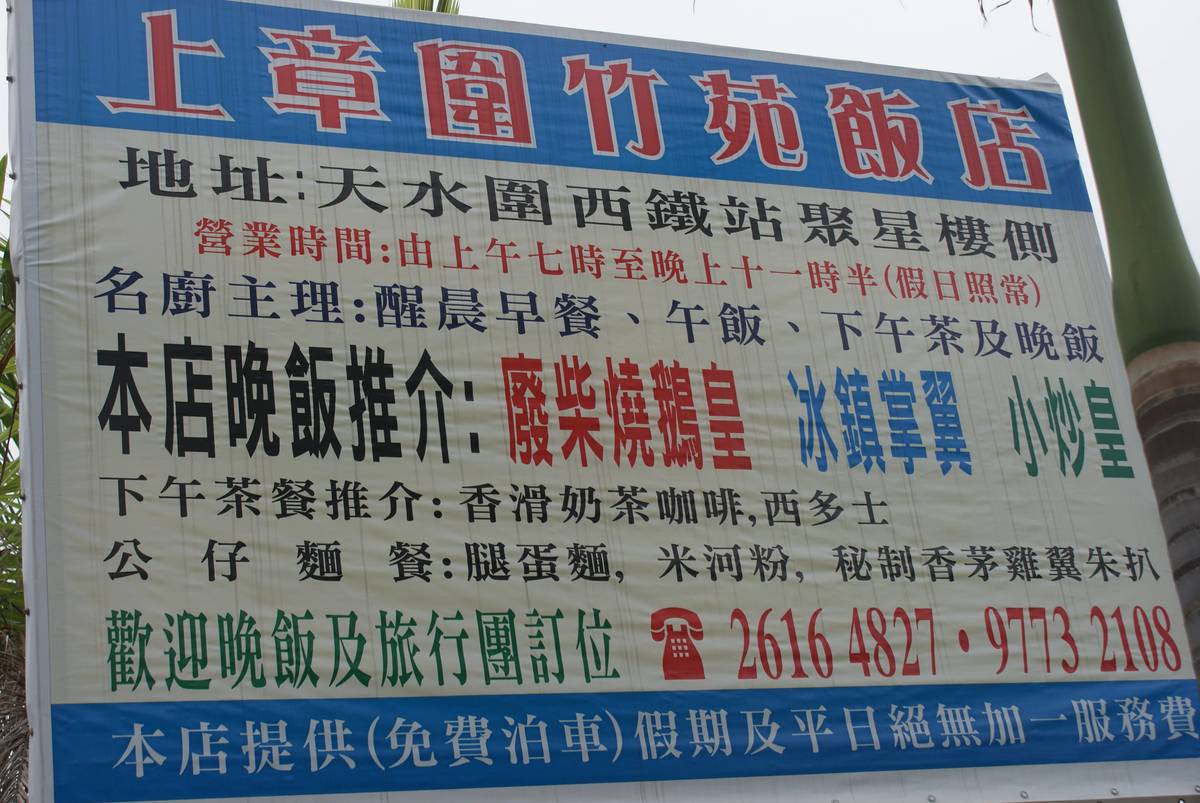 上章圍竹苑飯店
地址:天水圍西鐵站聚星樓側
營業時間:由上午七時至晚上十一時半(假日照常)
名廚主理:醒晨早餐、午飯、下午茶及晚飯
本店晚飯推介: 廢柴燒鵝皇 冰鎮掌翼 小炒皇
下午茶餐推介:香滑奶茶咖啡,西多士
公仔麵餐:腿蛋麵, 米河粉, 秘制香茅雞翼朱扒
歡迎晚飯及旅行團訂位 ☎ 2616 4827·9773 2108
本店提供(免費泊車)假期及平日絕無加一服務費